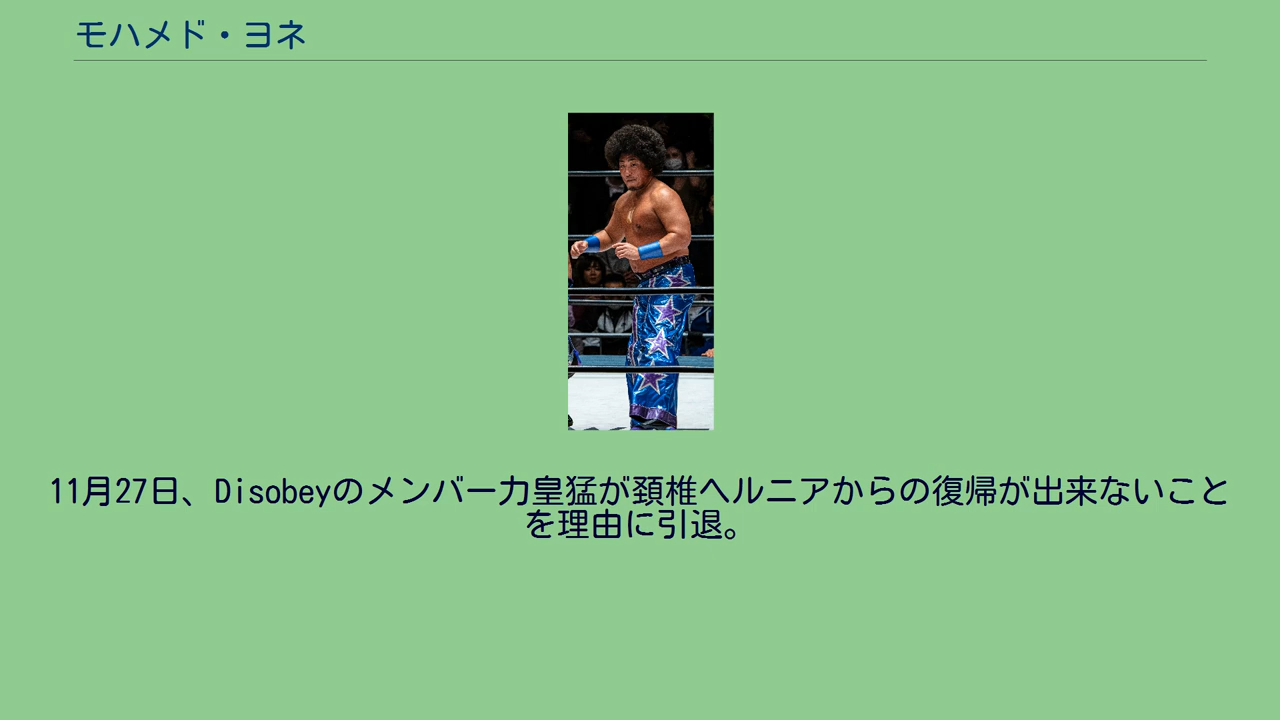 モハメド・ヨネ
11月27日、Disobeyのメンバー力皇猛が頚椎ヘルニアからの復帰が出来ないこと
を理由に引退。